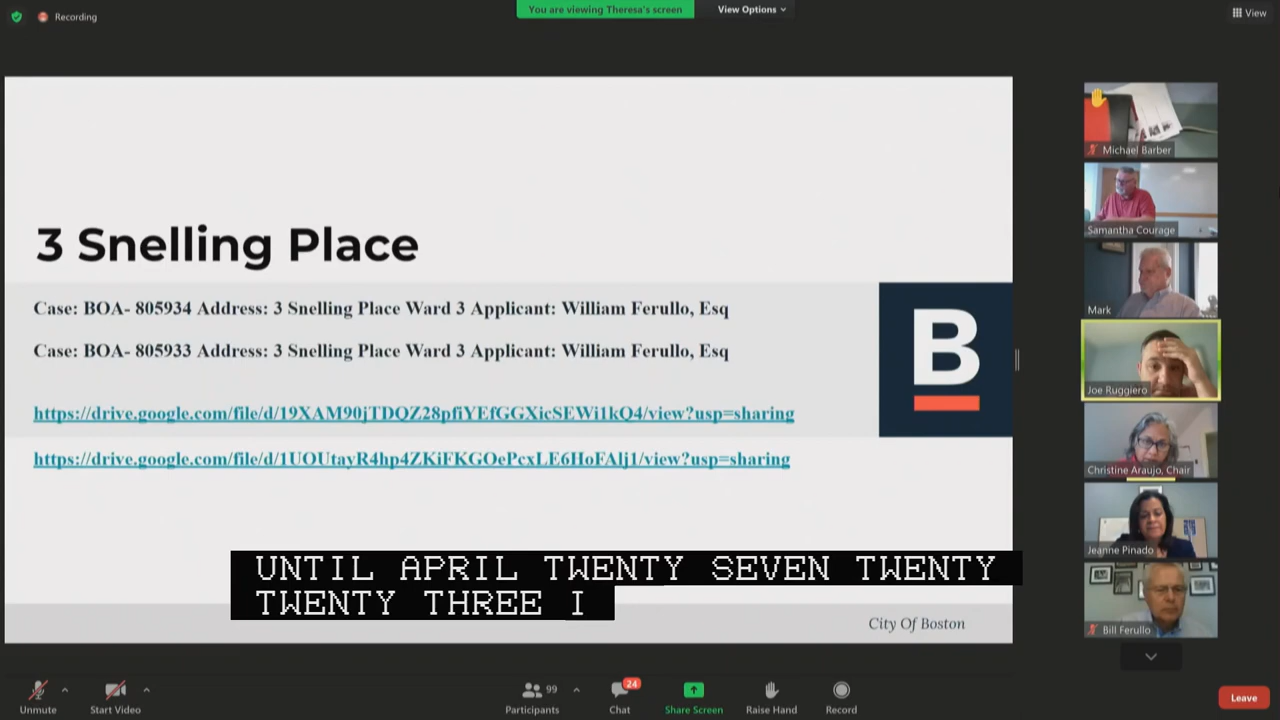 Recording
You are viewing Theresa's screen
View Options
View
3 Snelling Place
Case: BOA- 805934 Address: 3 Snelling Place Ward 3 Applicant: William Ferullo, Esq
Case: BOA- 805933 Address: 3 Snelling Place Ward 3 Applicant: William Ferullo, Esq
https://drive.google.com/file/d/19XAM90jTDQZ28pfiYEfGGXicSEWi1kQ4/view?usp=sharing
https://drive.google.com/file/d/1UOUtayR4hp4ZKiFKGOePcxLE6HoFAlj1/view?usp=sharing
B
UNTIL APRIL TWENTY SEVEN TWENTY
TWENTY THREE I
City Of Boston
Michael Barber
Samantha Courage
Mark
Joe Ruggiero
Christine Araujo, Chair
Jeanne Pinado
Bill Ferullo
Unmute
Start Video
99
Participants
24
Chat
Share Screen
Raise Hand
Record
Leave